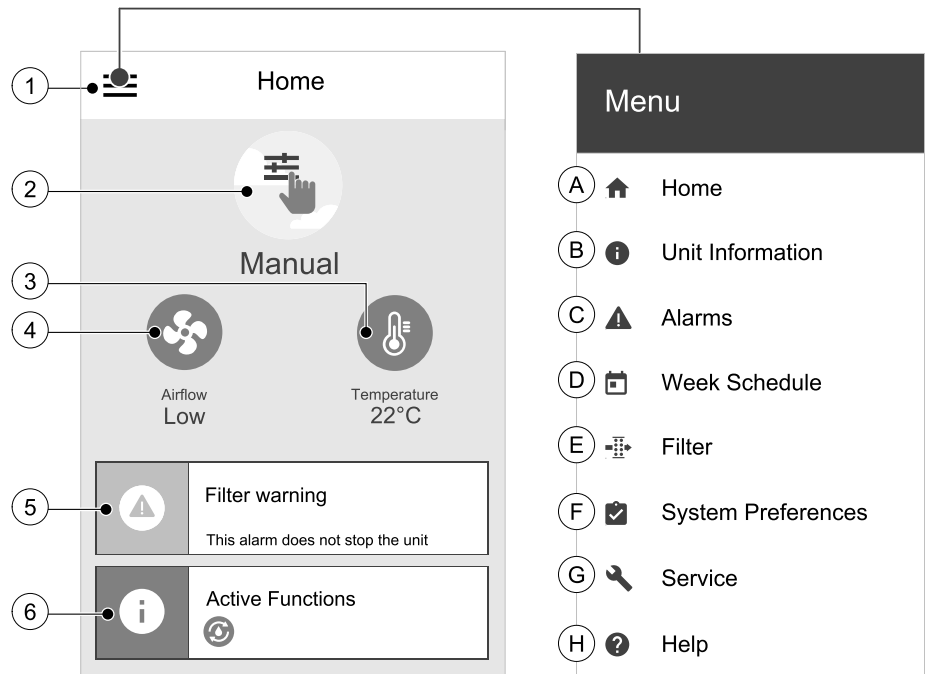 1
Home
2
Manual
3
4
Airflow
Low
Temperature
22°C
5
Filter warning
This alarm does not stop the unit
6
Active Functions
Menu
A Home
B Unit Information
C Alarms
D Week Schedule
E Filter
F System Preferences
G Service
H Help